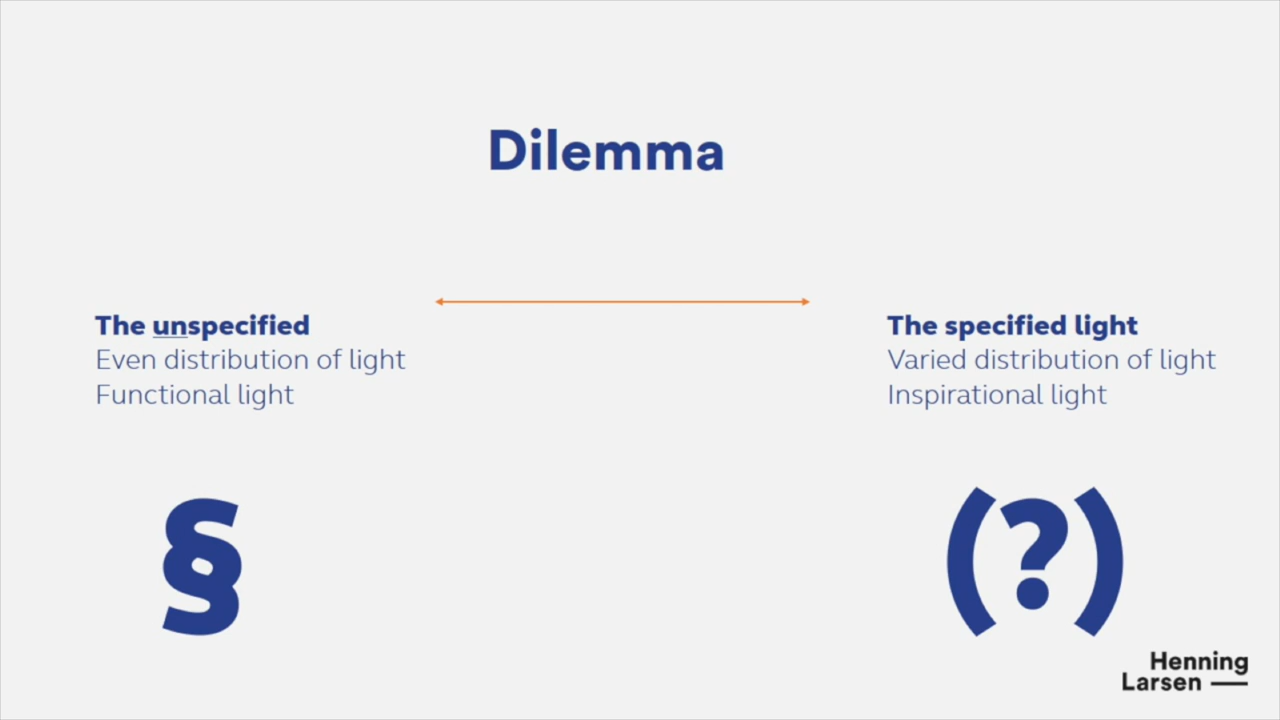 Dilemma
The unspecified
Even distribution of light
Functional light
The specified light
Varied distribution of light
Inspirational light
§
(?)
Henning
Larsen —